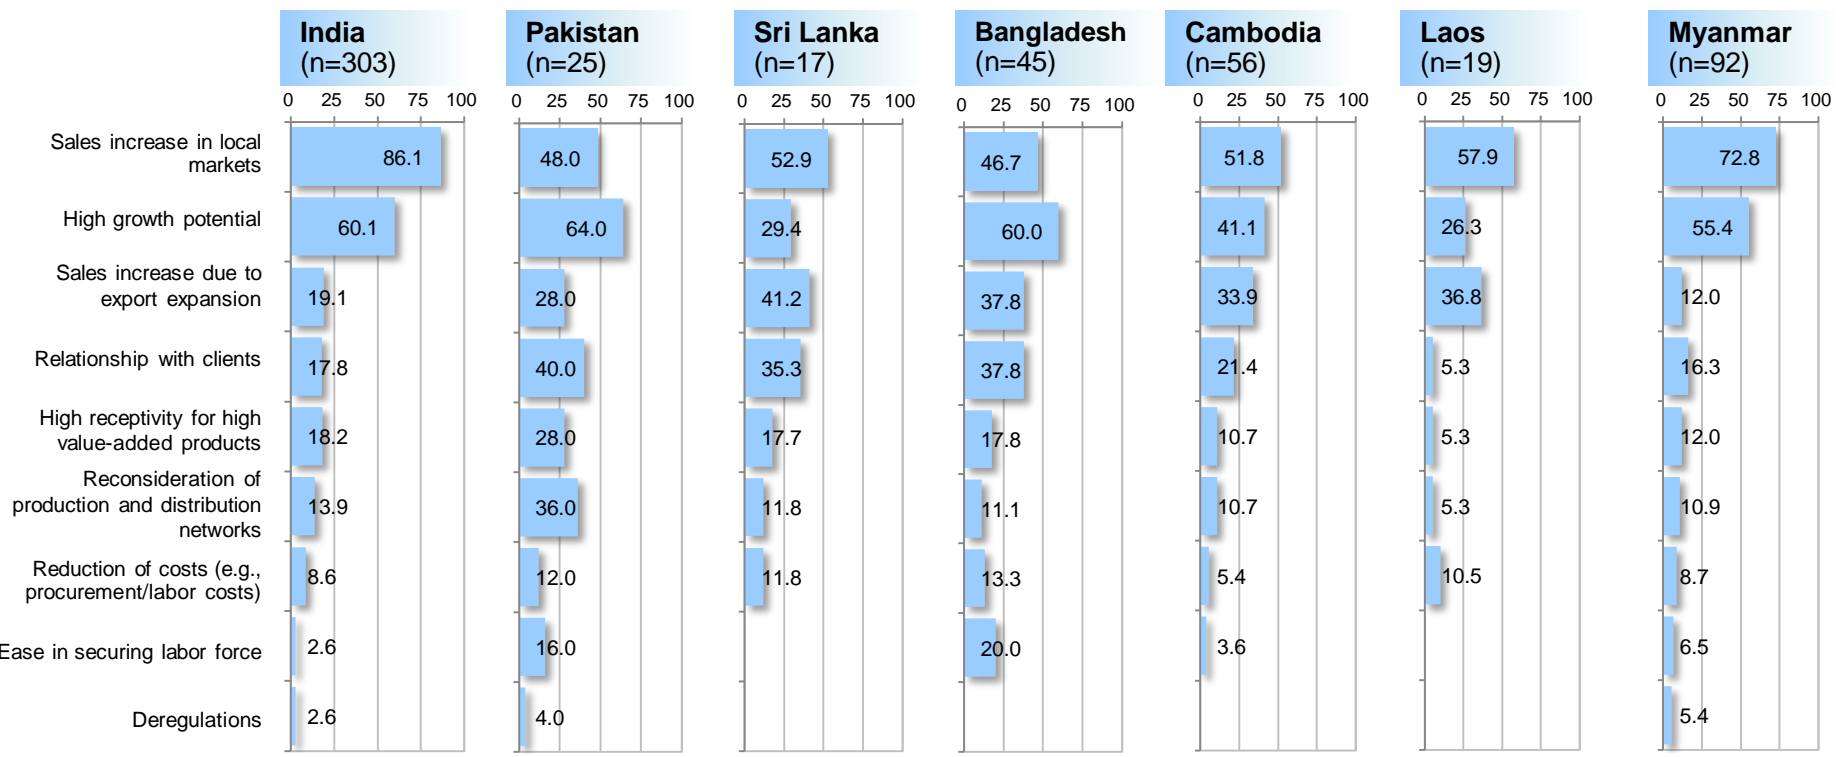 India
(n=303)
Pakistan
(n=25)
Sri Lanka
(n=17)
Bangladesh
(n=45)
Cambodia
(n=56)
Laos
(n=19)
Myanmar
(n=92)
0 25 50 75 100
0 25 50 75 100
0 25 50 75 100
0 25 50 75 100
0 25 50 75 100
0 25 50 75 100
0 25 50 75 100
Sales increase in local
markets
86.1 48.0 52.9 46.7 51.8 57.9 72.8
High growth potential
60.1 64.0 29.4 60.0 41.1 26.3 55.4
Sales increase due to
export expansion
19.1 28.0 41.2 37.8 33.9 36.8 12.0
Relationship with clients
17.8 40.0 35.3 37.8 21.4 5.3 16.3
High receptivity for high
value-added products
18.2 28.0 17.7 17.8 10.7 5.3 12.0
Reconsideration of
production and distribution
networks
13.9 36.0 11.8 11.1 10.7 5.3 10.9
Reduction of costs (e.g.,
procurement/labor costs)
8.6 12.0 11.8 13.3 5.4 10.5 8.7
Ease in securing labor force
2.6 16.0 20.0 3.6 6.5
Deregulations
2.6 4.0 5.4